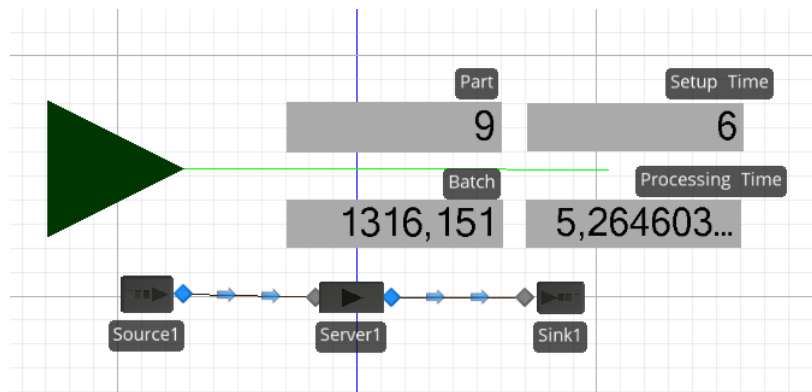 Part
Setup Time
9
6
Batch
Processing Time
1316,151
5,264603...
Source1
Server1
Sink1